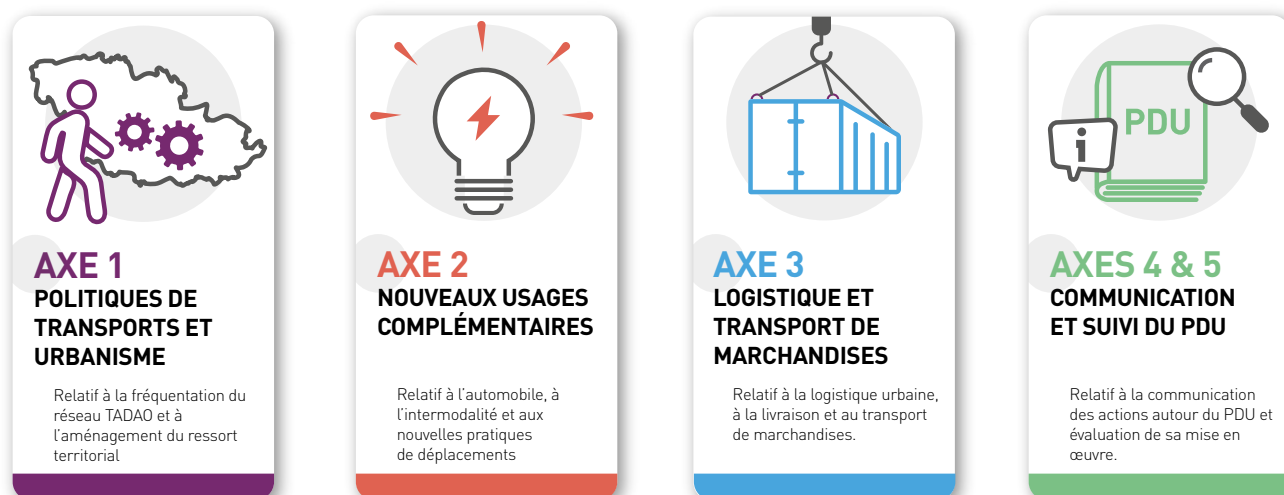 AXE 1
POLITIQUES DE
TRANSPORTS ET
URBANISME
Relatif à la fréquentation du
réseau TADAO et à
l'aménagement du ressort
territorial
AXE 2
NOUVEAUX USAGES
COMPLÉMENTAIRES
Relatif à l'automobile, à
l'intermodalité et aux
nouvelles pratiques
de déplacements
AXE 3
LOGISTIQUE ET
TRANSPORT DE
MARCHANDISES
Relatif à la logistique urbaine,
à la livraison et au transport
de marchandises.
PDU
i
AXES 4 & 5
COMMUNICATION
ET SUIVI DU PDU
Relatif à la communication
des actions autour du PDU et
évaluation de sa mise en
œuvre.